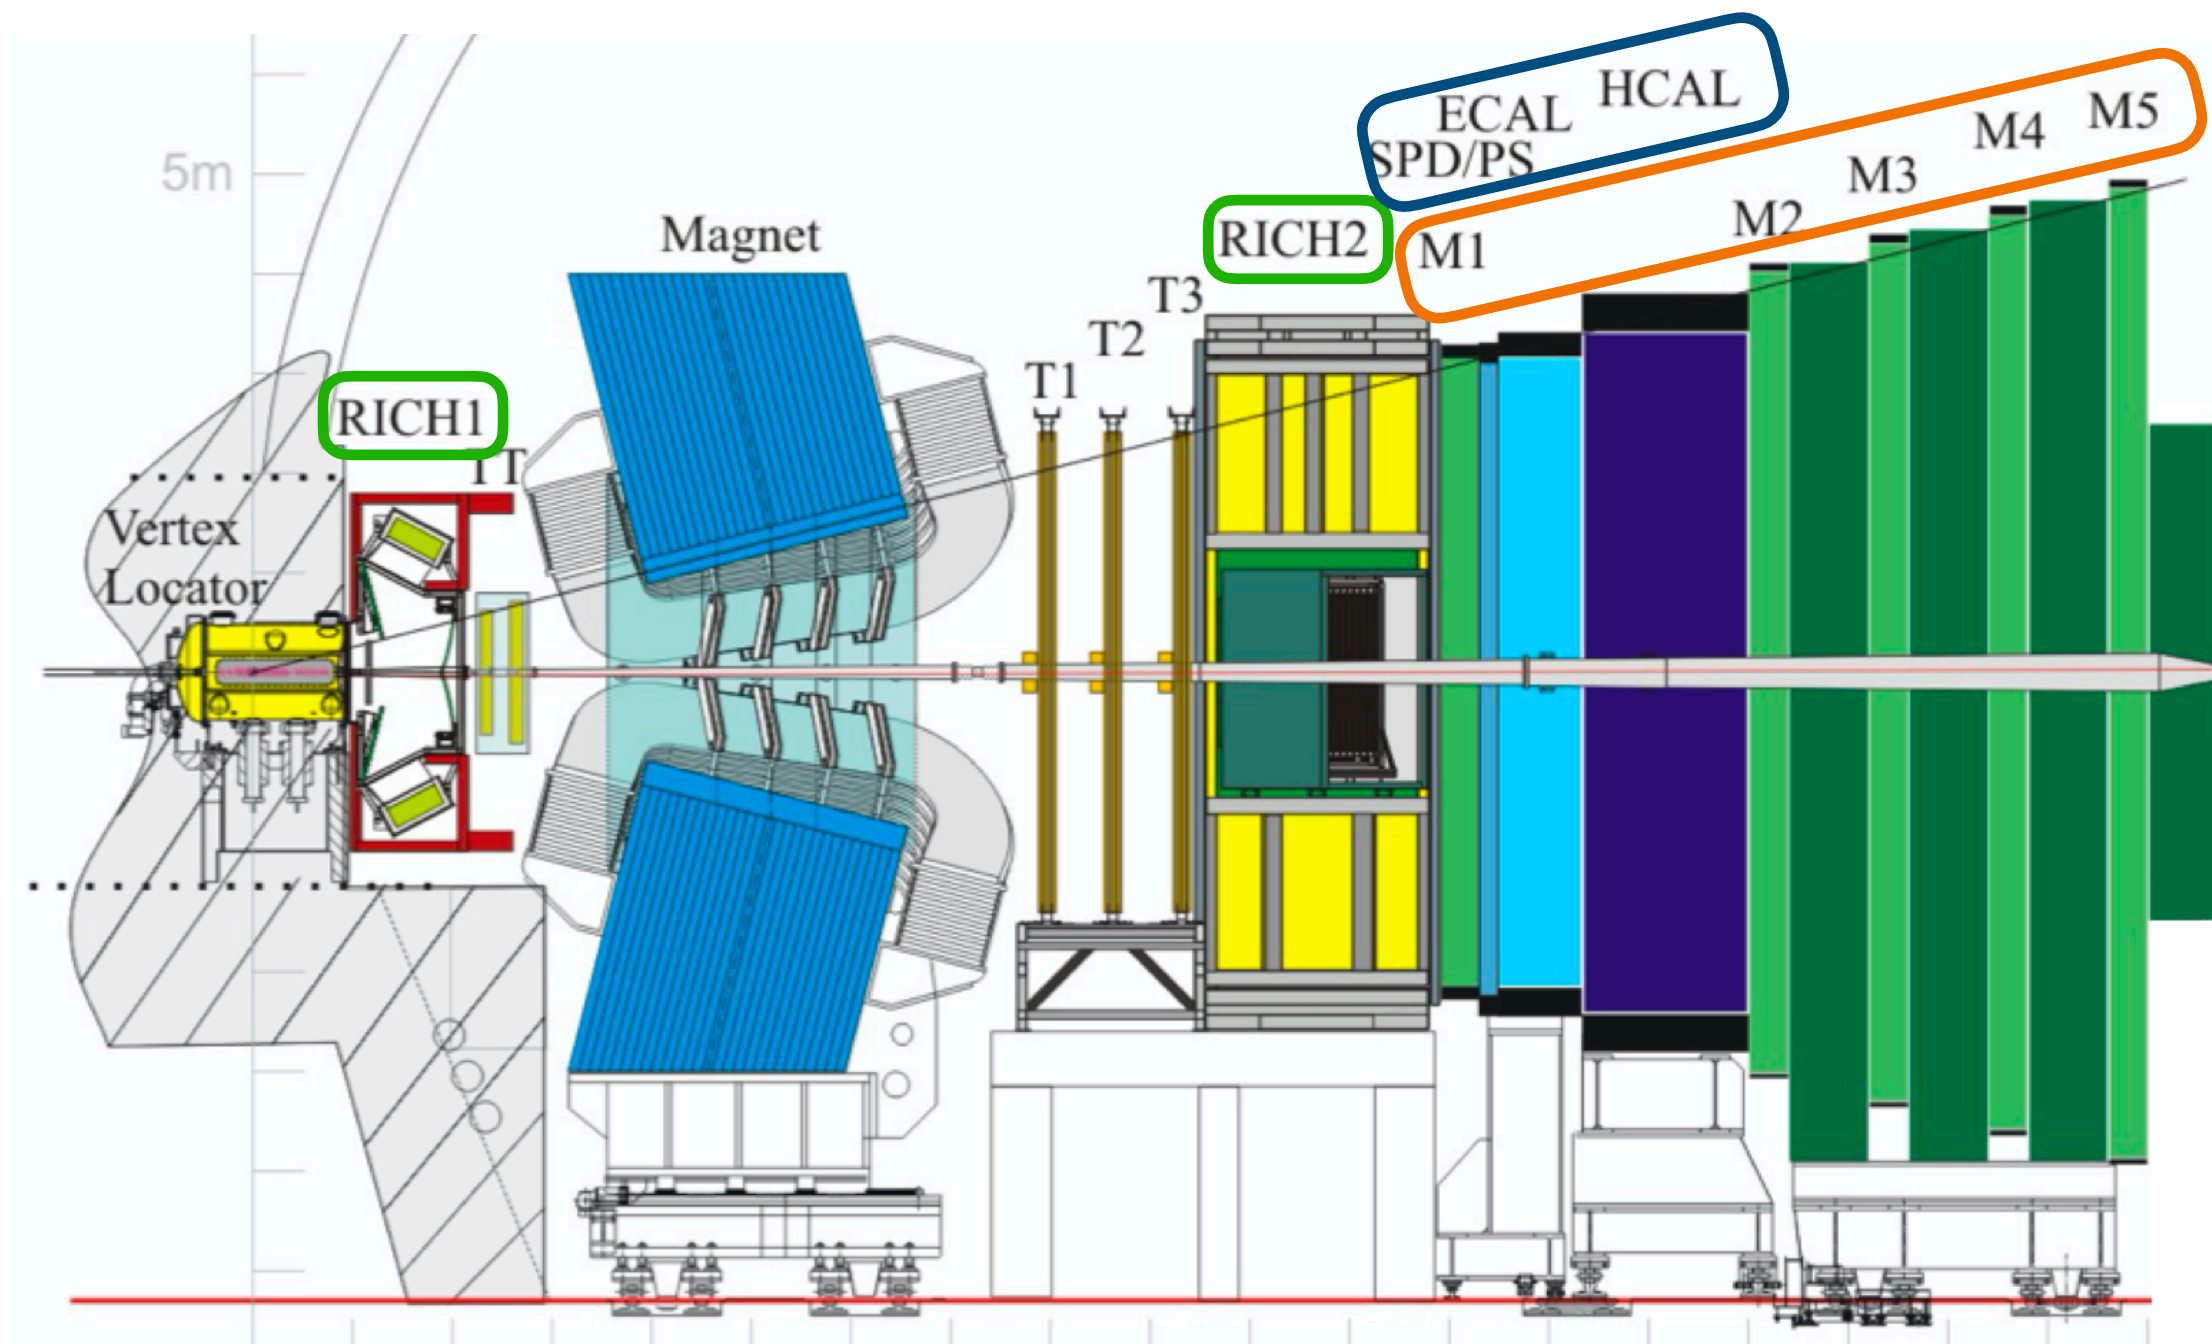 HCAL
ECAL
SPD/PS
M5
M4
M3
M2
M1
5m
Magnet
RICH2
T3
T2
T1
RICH1
TT
Vertex
Locator